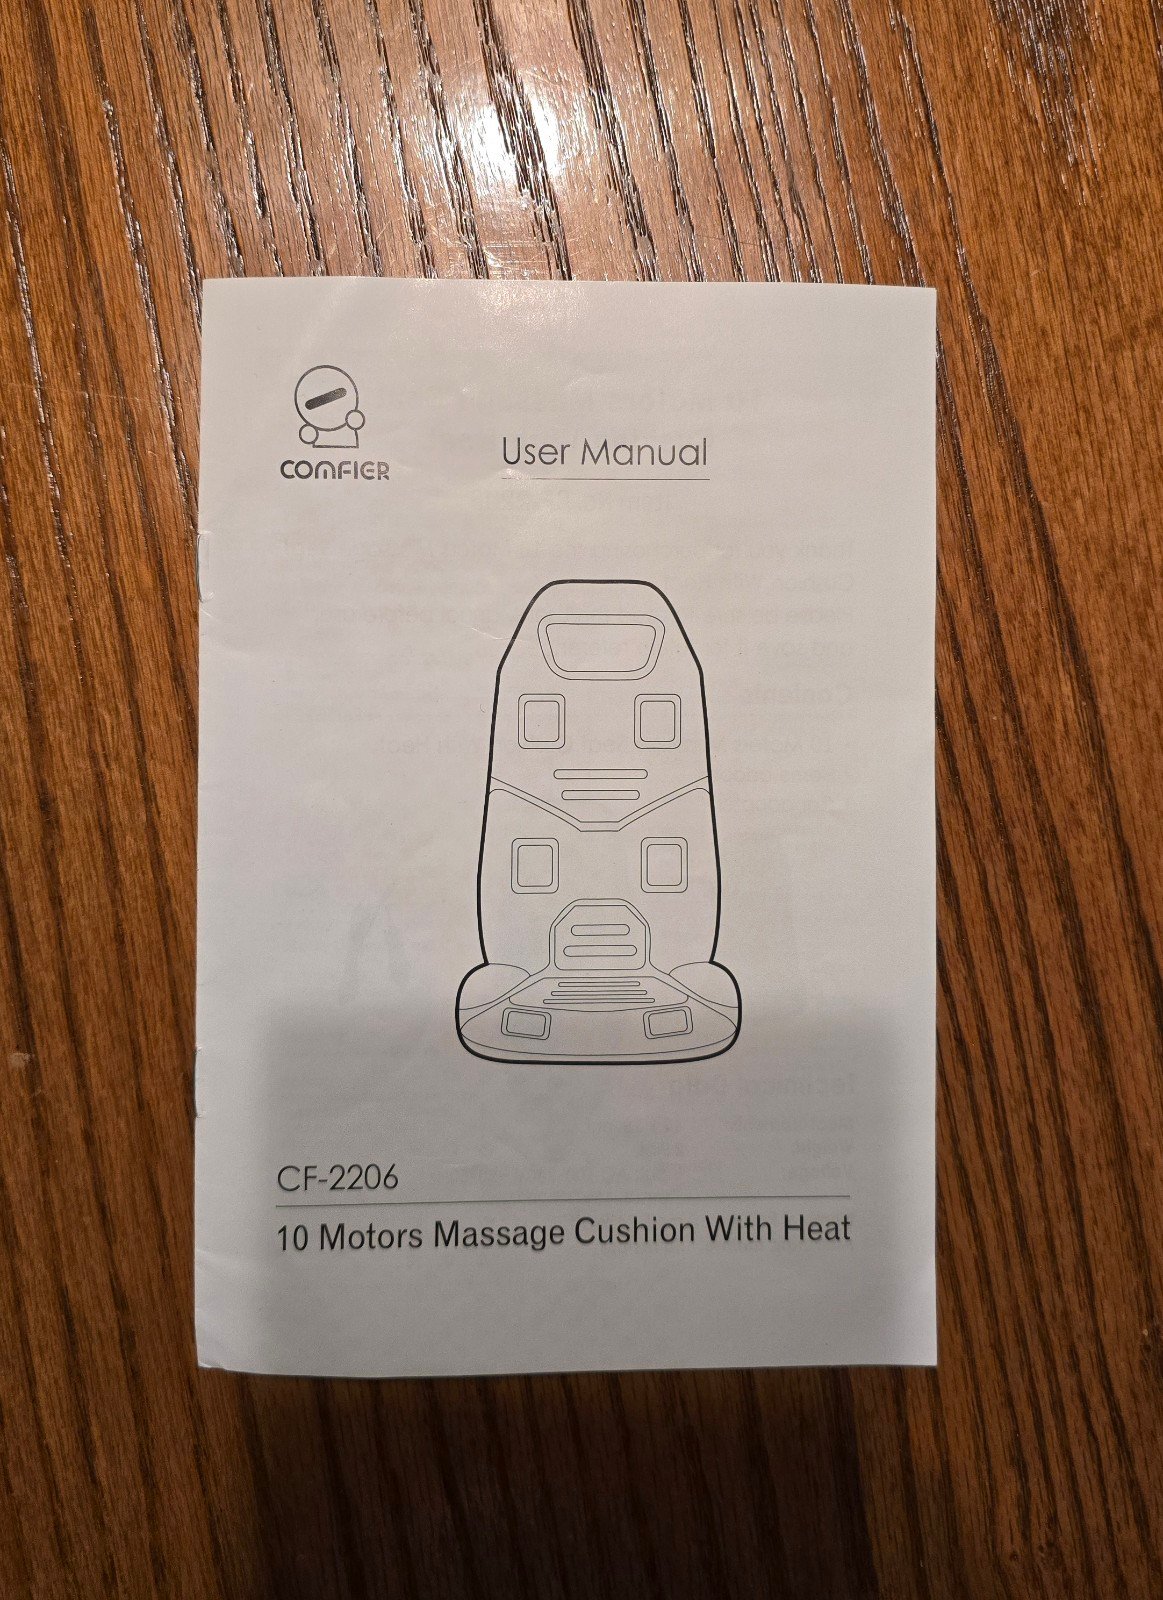 COMFIER
User Manual
CF-2206
10 Motors Massage Cushion With Heat